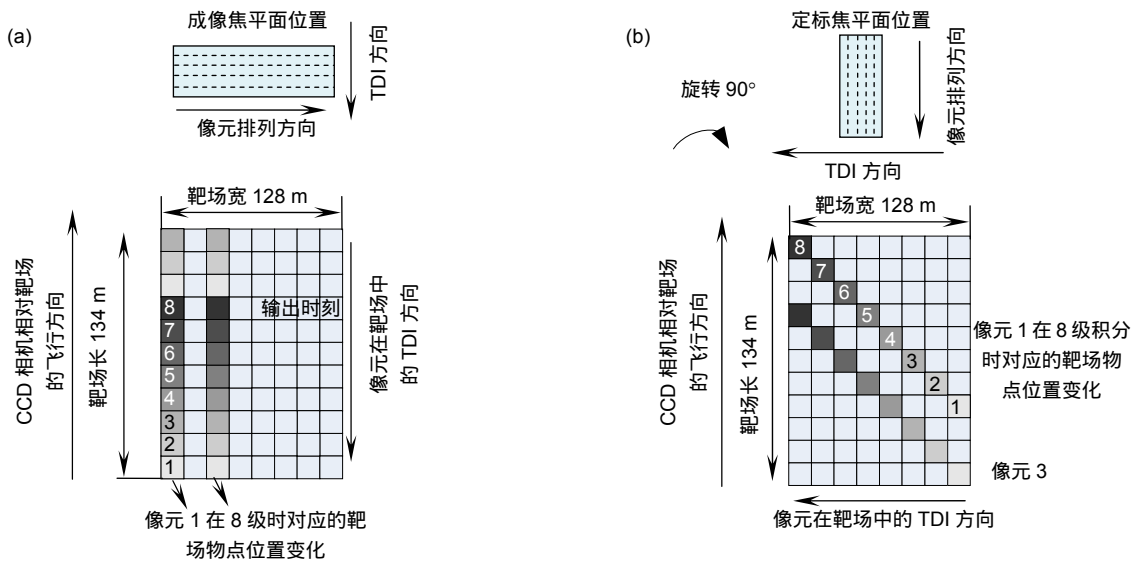 (a)
成像焦平面位置
TDI 方向
像元排列方向
靶场宽 128 m
CCD 相机相对靶场
的飞行方向
靶场长 134 m
8
7
6
5
4
3
2
1
输出时刻
像元在靶场中
的 TDI 方向
像元 1 在 8 级时对应的靶
场物点位置变化
(b)
定标焦平面位置
旋转 90°
像元排列方向
TDI 方向
靶场宽 128 m
CCD 相机相对靶场
的飞行方向
靶场长 134 m
8
7
6
5
4
3
2
1
像元 1 在 8 级积分
时对应的靶场物
点位置变化
像元 3
像元在靶场中的 TDI 方向